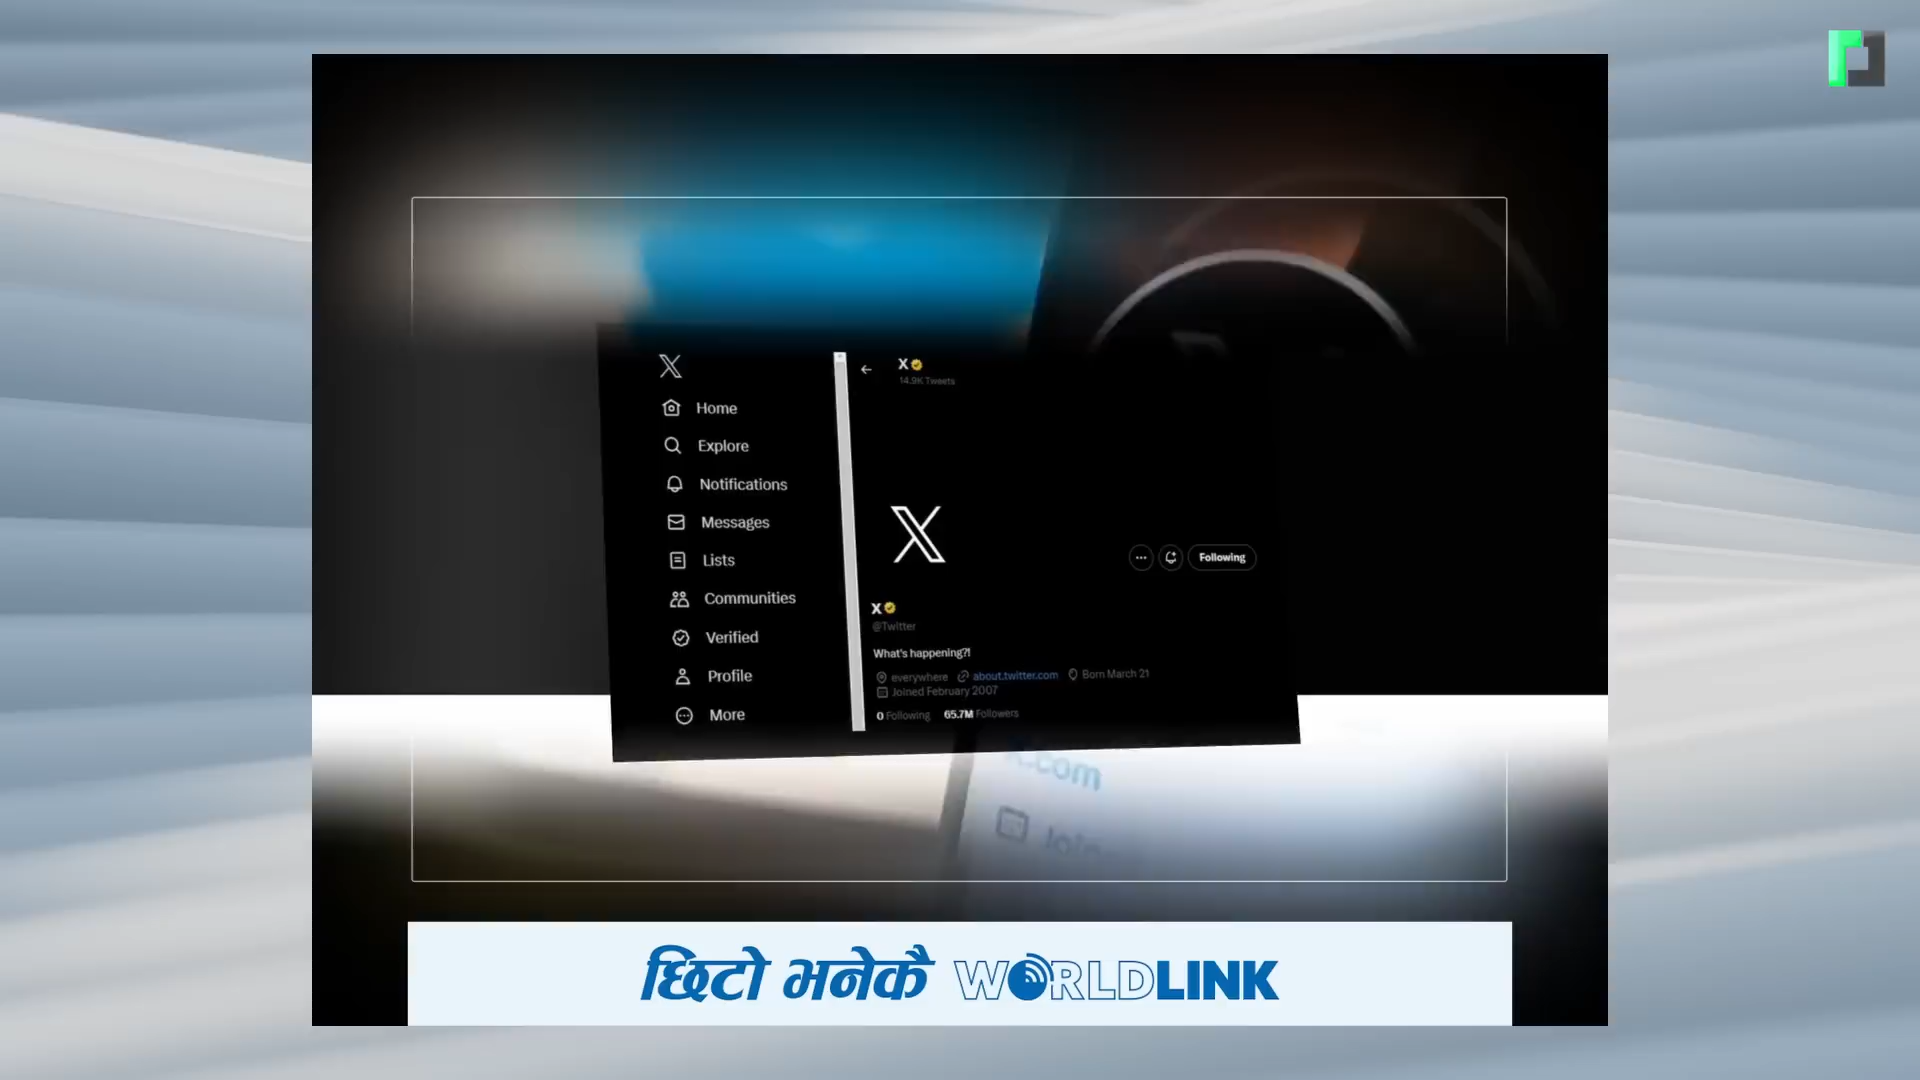 X
14.9K Tweets
Home
Explore
Notifications
Messages
Lists
Communities
Verified
Profile
More
Following
X
@Twitter
What's happening?!
everywhere about.twitter.com Born March 21
Joined February 2007
0 Following 65.7M Followers
.com
छिटो भनेकै WORLDLINK